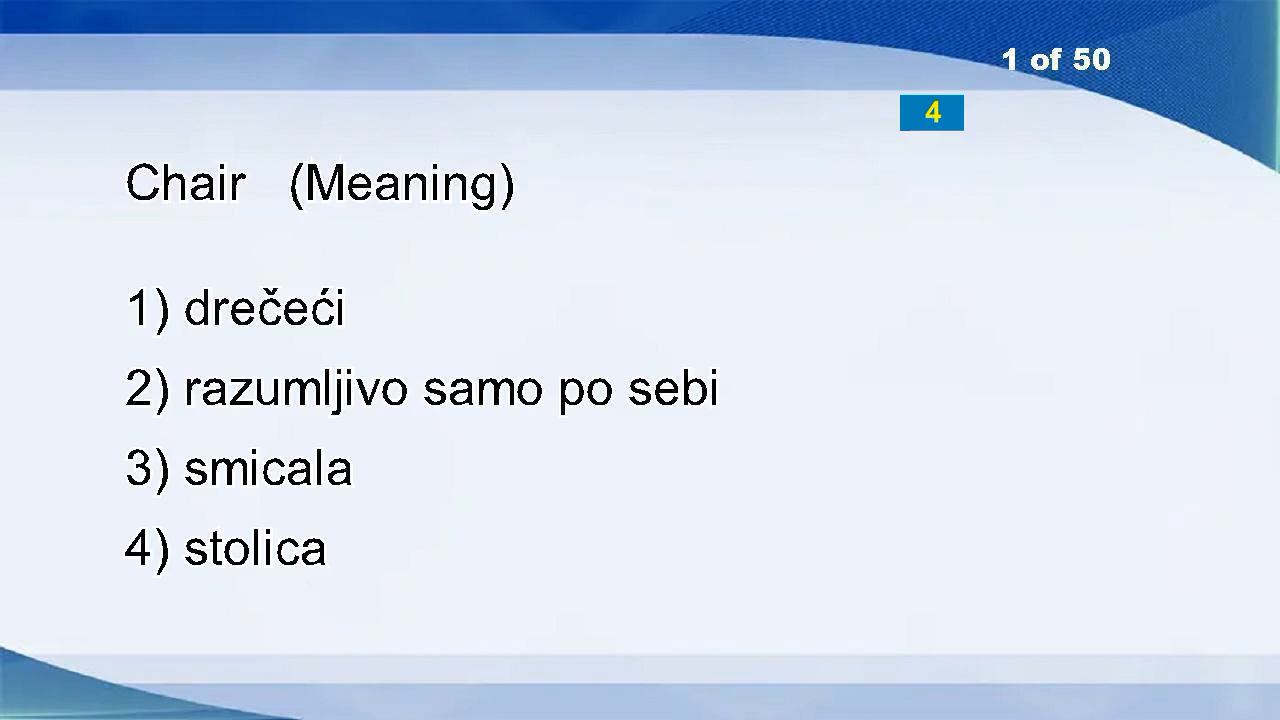 1 of 50
4
Chair (Meaning)
1) drečeći
2) razumljivo samo po sebi
3) smicala
4) stolica